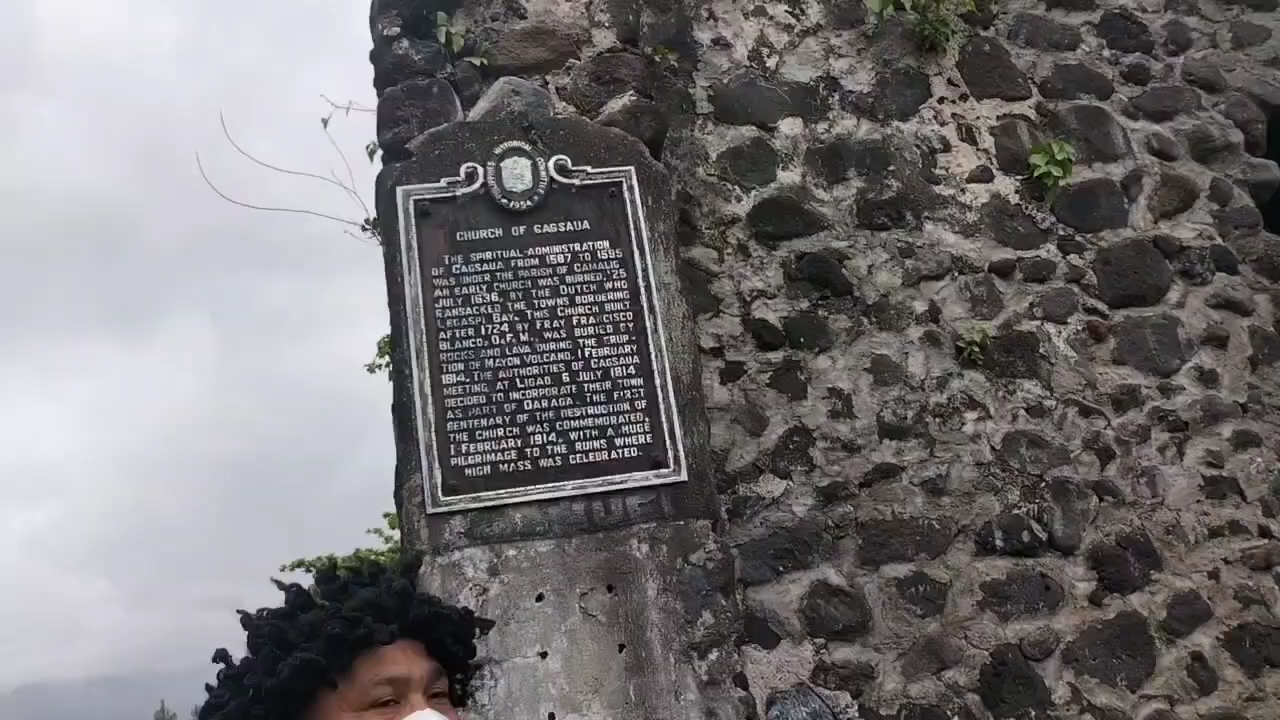 HISTORICAL COMMITTEE
1954
CHURCH OF GAGSAUA
THE SPIRITUAL-ADMINISTRATION
OF CAGSAUA FROM 1587 TO 1595
WAS UNDER THE PARISH OF CAMALIG.
AN EARLY CHURCH WAS BURNED, 25
JULY 1636, BY THE DUTCH WHO
RANSACKED THE TOWNS BORDERING
LEGASPI BAY. THIS CHURCH BUILT
AFTER 1724 BY FRAY FRANCISCO
BLANCO, O.F.M., WAS BURIED BY
ROCKS AND LAVA DURING THE ERUP-
TION OF MAYON VOLCANO, 1 FEBRUARY
1814. THE AUTHORITIES OF CAGSAUA
MEETING AT LIGAO, 6 JULY 1814
DECIDED TO INCORPORATE THEIR TOWN
AS PART OF DARAGA. THE FIRST
CENTENARY OF THE DESTRUCTION OF
THE CHURCH WAS COMMEMORATED,
1 FEBRUARY 1914, WITH A HUGE
PILGRIMAGE TO THE RUINS WHERE
HIGH MASS WAS CELEBRATED.